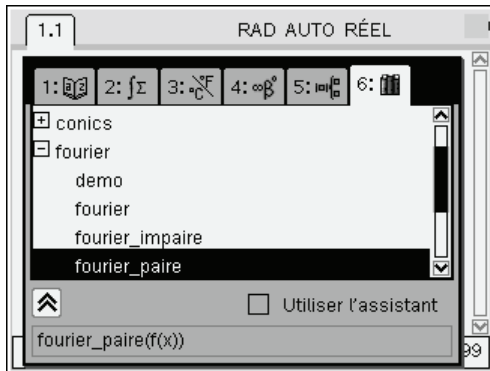 1.1 RAD AUTO RÉEL
1: 2: ∫Σ 3: °F °C 4: ∞β° 5: 6:
conics
fourier
demo
fourier
fourier_impaire
fourier_paire
Utiliser l'assistant
fourier_paire(f(x))
99